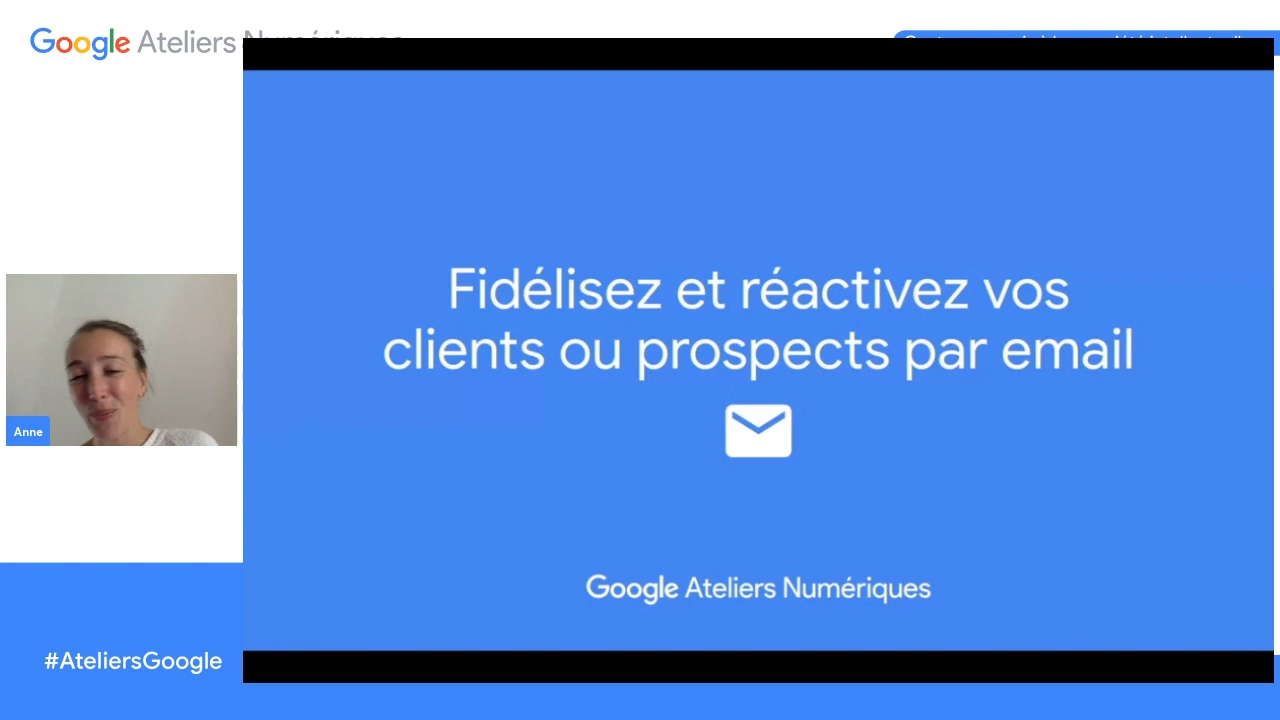 Google Ateliers
Fidélisez et réactivez vos
clients ou prospects par email
Anne
Google Ateliers Numériques
#AteliersGoogle